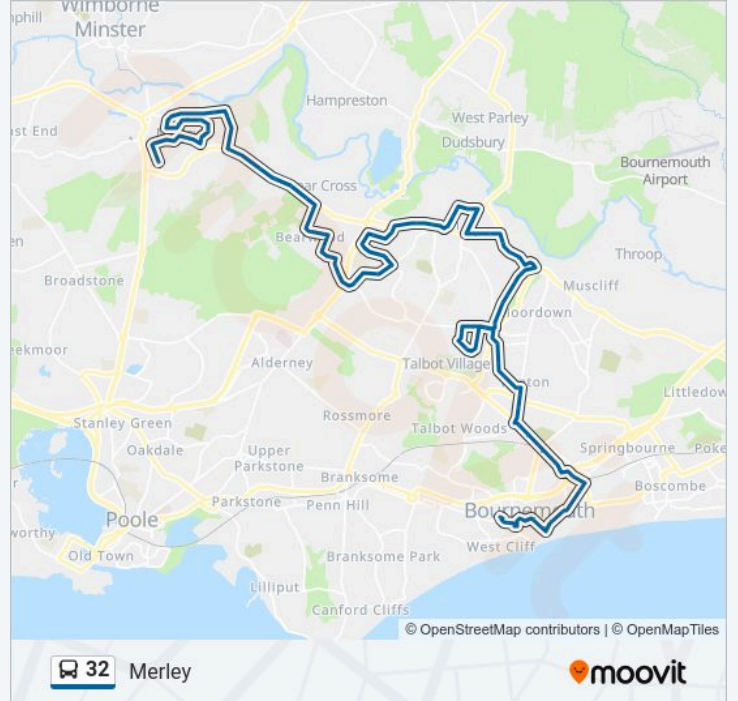 Wimborne
Minster
Hampreston
West Parley
Dudsbury
Bournemouth
Airport
Throop
Muscliff
Broadstone
Alderney
Talbot Village
Stanley Green
Rossmore
Talbot Woods
Oakdale
Upper
Parkstone
Springbourne
Branksome
Boscombe
Parkstone
Penn Hill
Bournemouth
Poole
West Cliff
Old Town
Branksome Park
Lilliput
Canford Cliffs
© OpenStreetMap contributors | © OpenMapTiles
32 Merley
moovit